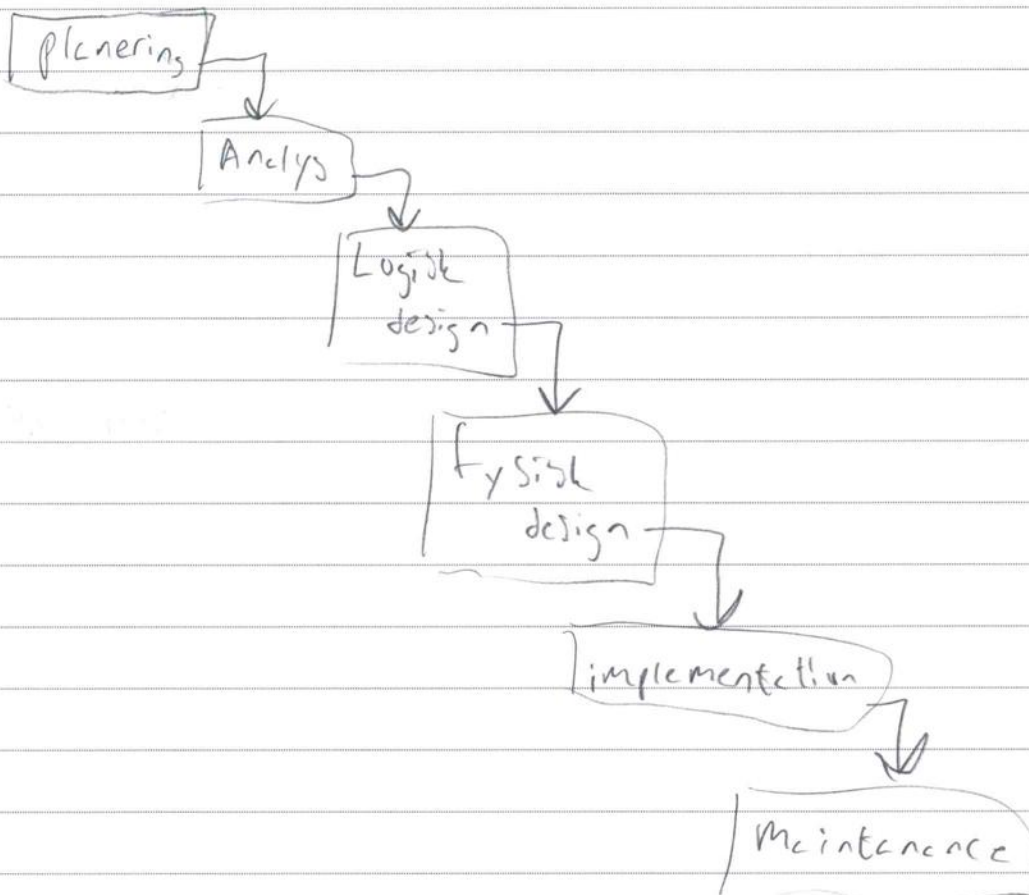 planering
Analys
Logisk
design
fysisk
design
implementation
Maintenance